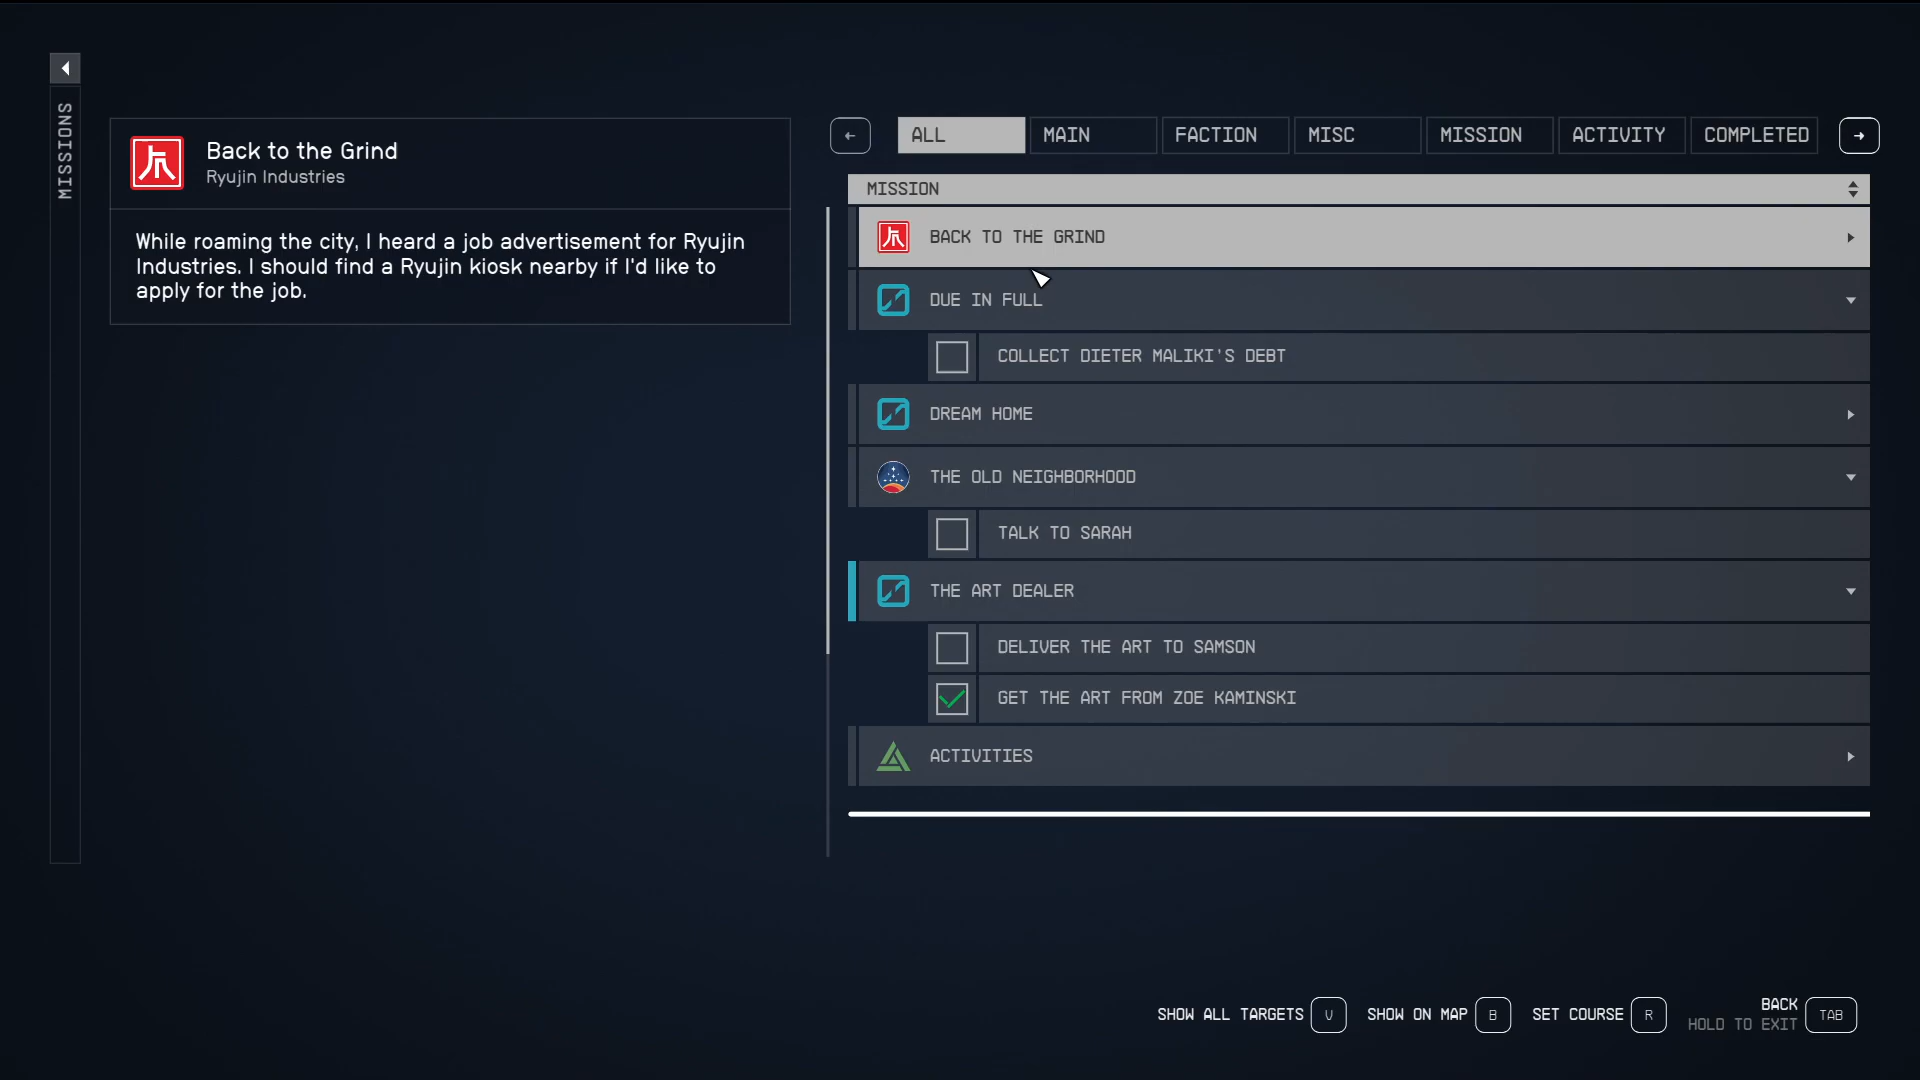 MISSIONS
Back to the Grind
Ryujin Industries
While roaming the city, I heard a job advertisement for Ryujin
Industries. I should find a Ryujin kiosk nearby if I'd like to
apply for the job.
ALL
MAIN
FACTION
MISC
MISSION
ACTIVITY
COMPLETED
MISSION
BACK TO THE GRIND
DUE IN FULL
COLLECT DIETER MALIKI'S DEBT
DREAM HOME
THE OLD NEIGHBORHOOD
TALK TO SARAH
THE ART DEALER
DELIVER THE ART TO SAMSON
GET THE ART FROM ZOE KAMINSKI
ACTIVITIES
SHOW ALL TARGETS V
SHOW ON MAP B
SET COURSE R
BACK
HOLD TO EXIT
TAB